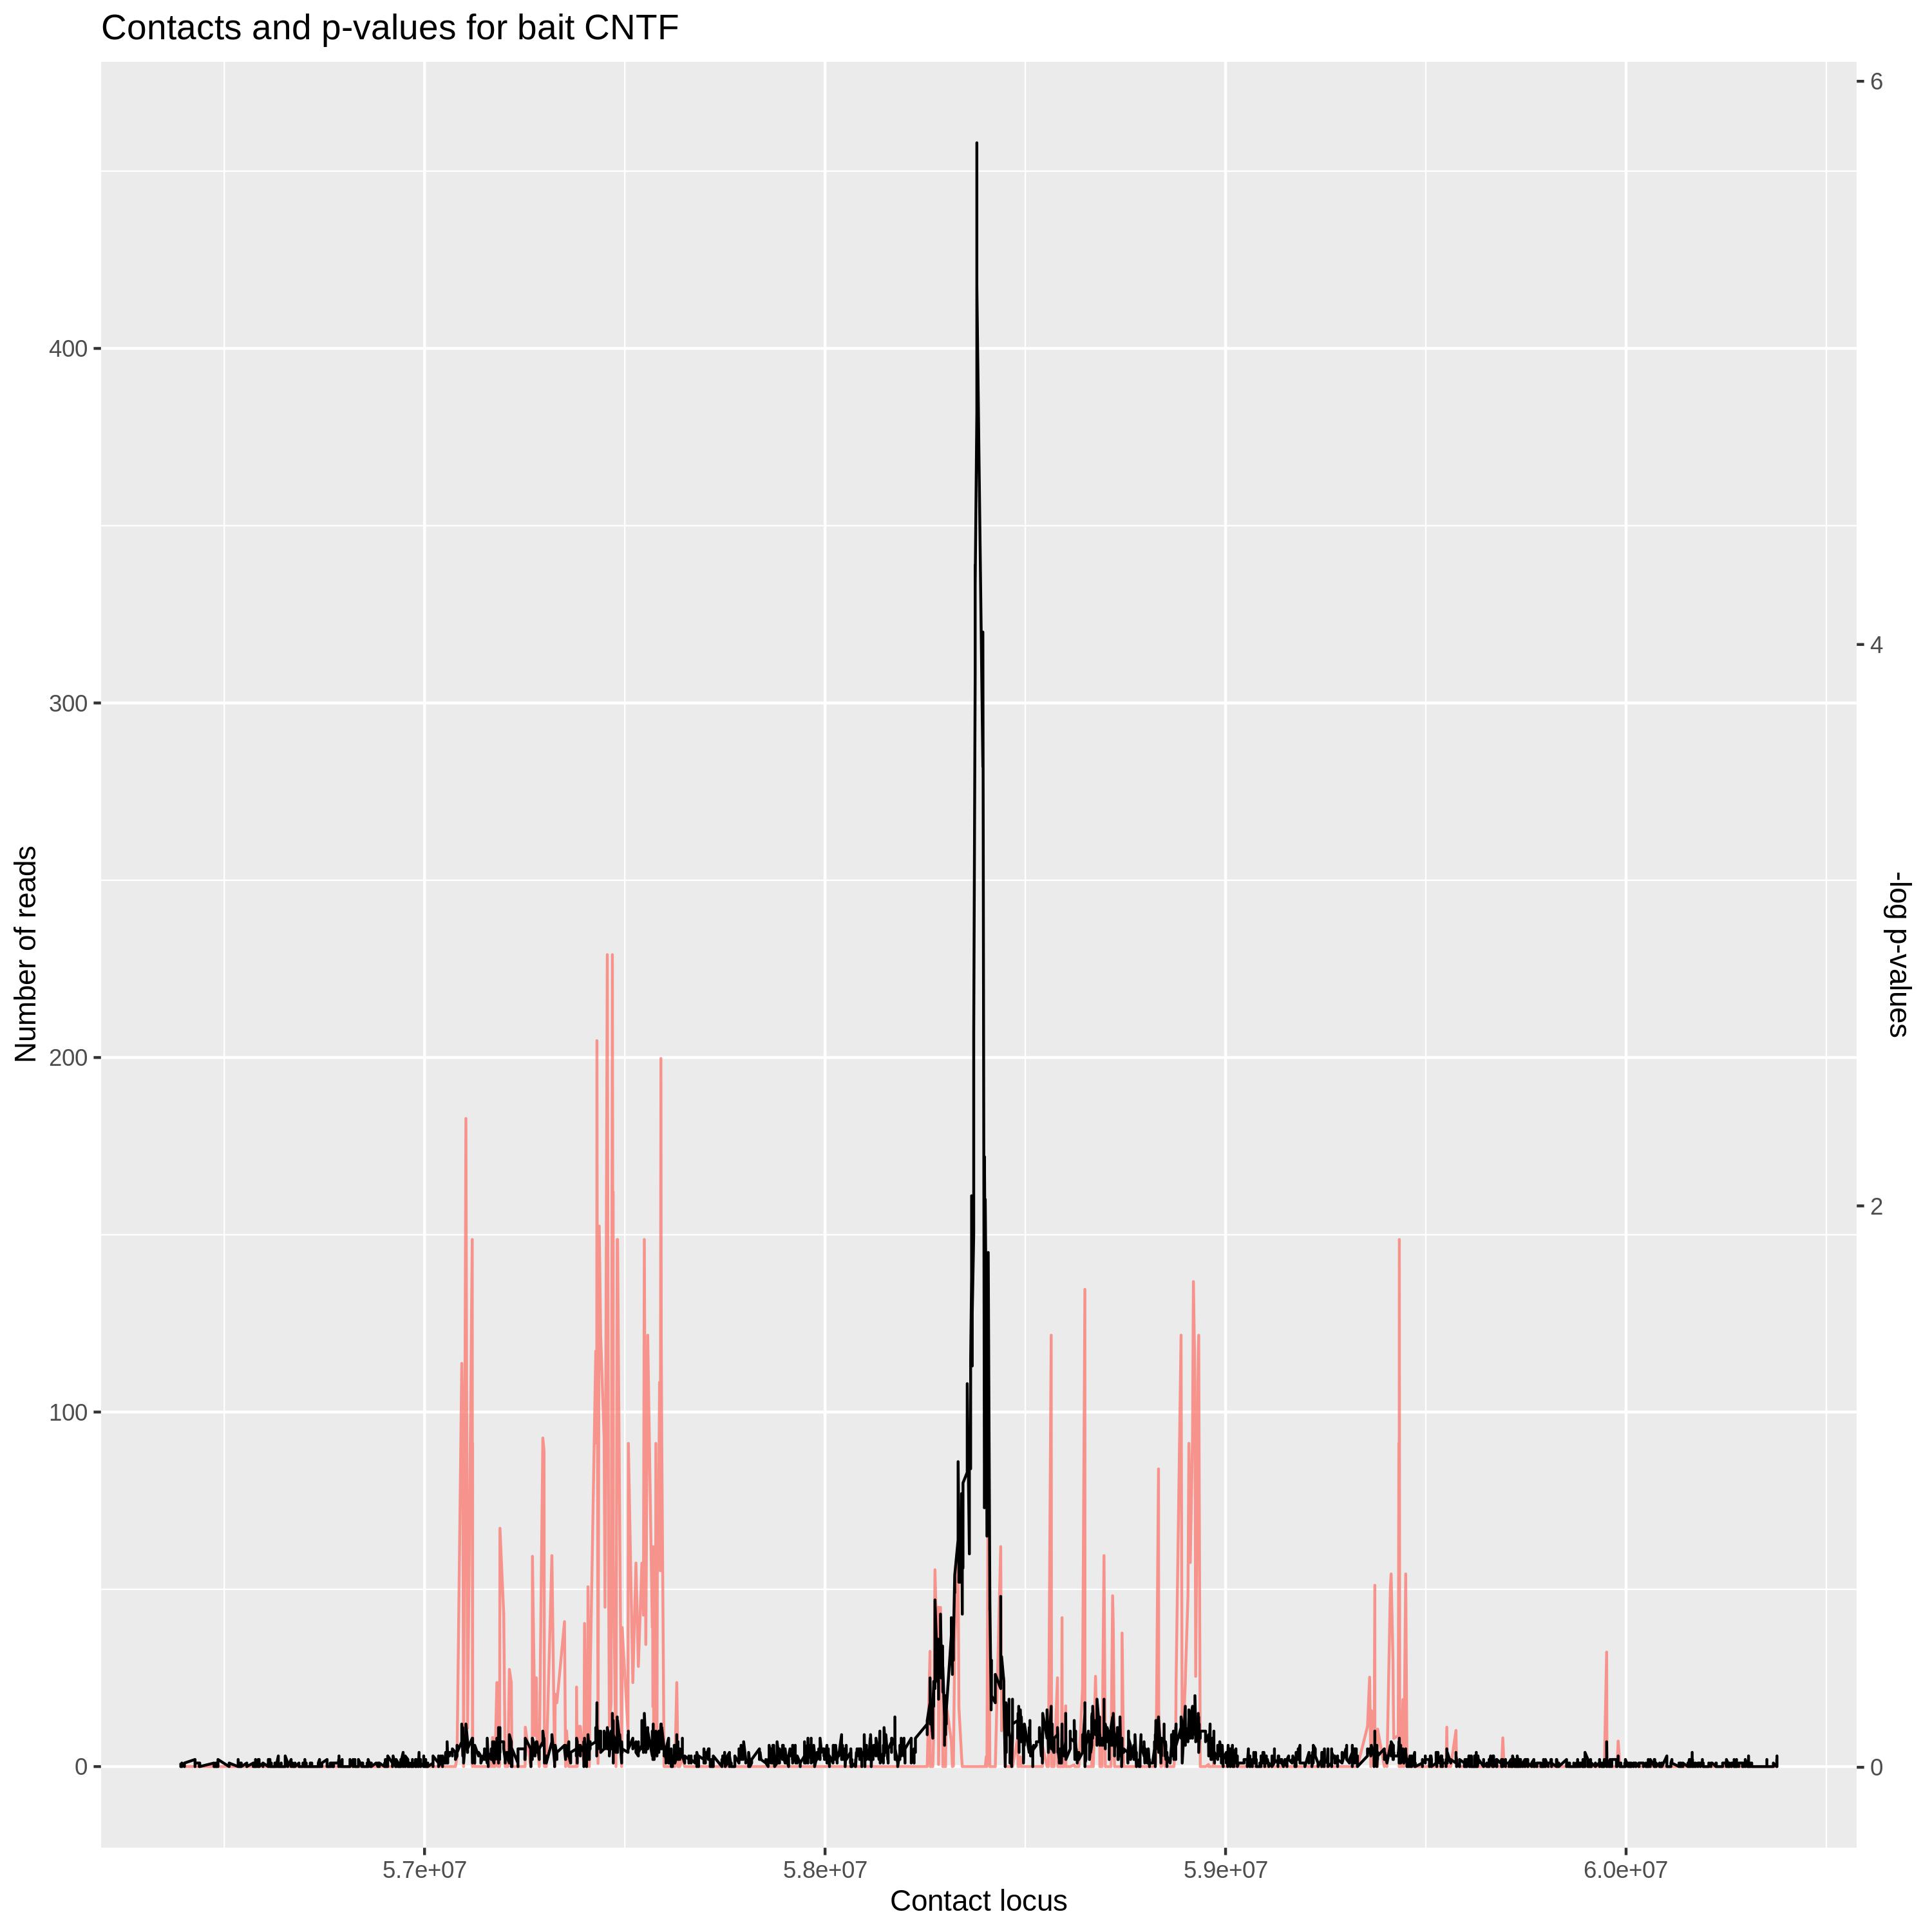 Contacts and p-values for bait CNTF
6
400
4
300
Number of reads
-log p-values
200
2
100
0
0
5.7e+07 5.8e+07 5.9e+07 6.0e+07
Contact locus